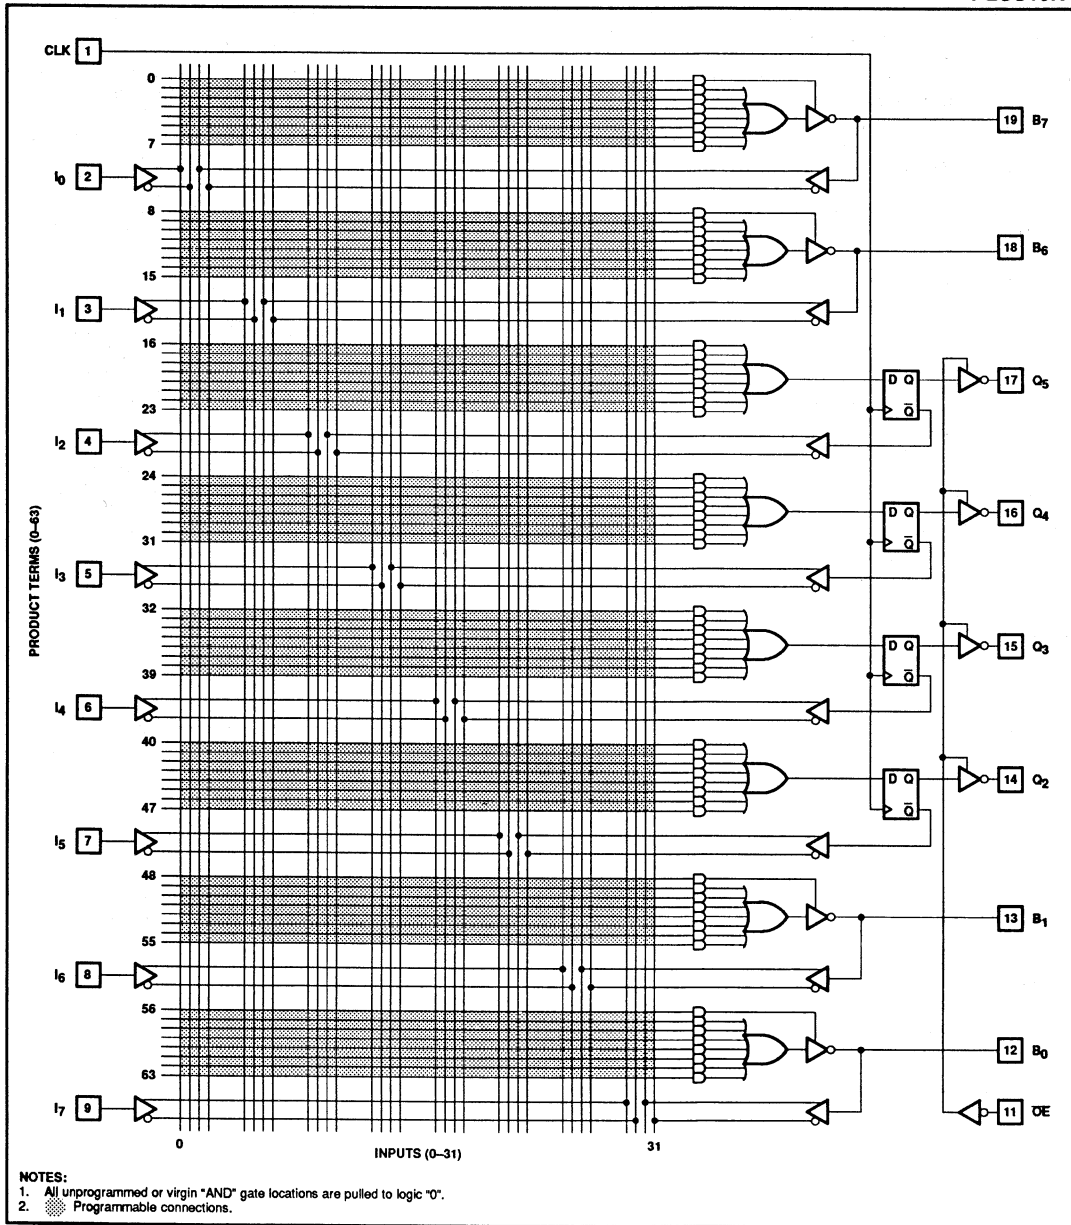 CLK 1
0
7
19 B7
I0 2
8
15
18 B6
I1 3
16
23
D Q
Q̅
17 Q5
I2 4
24
31
D Q
Q̅
16 Q4
I3 5
PRODUCT TERMS (0–63)
32
39
D Q
Q̅
15 Q3
I4 6
40
47
D Q
Q̅
14 Q2
I5 7
48
55
13 B1
I6 8
56
63
12 B0
I7 9
11 O̅E̅
0
31
INPUTS (0–31)
NOTES:
1. All unprogrammed or virgin "AND" gate locations are pulled to logic "0".
2. Programmable connections.